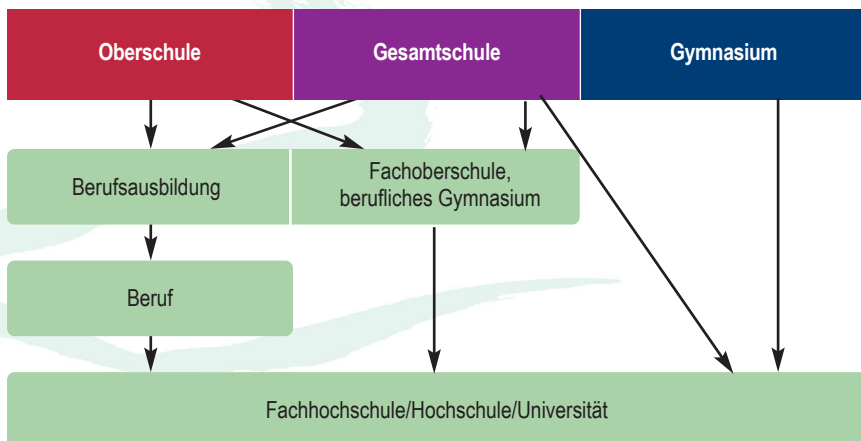 Oberschule
Gesamtschule
Gymnasium
Berufsausbildung
Fachoberschule,
berufliches Gymnasium
Beruf
Fachhochschule/Hochschule/Universität